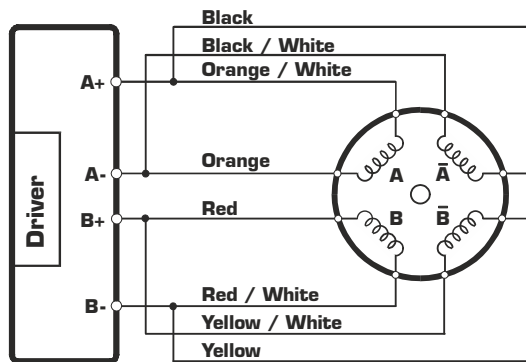 Black
Black / White
Orange / White
A+
Orange
A-
A
Ā
Driver
Red
B+
B
B̄
Red / White
B-
Yellow / White
Yellow